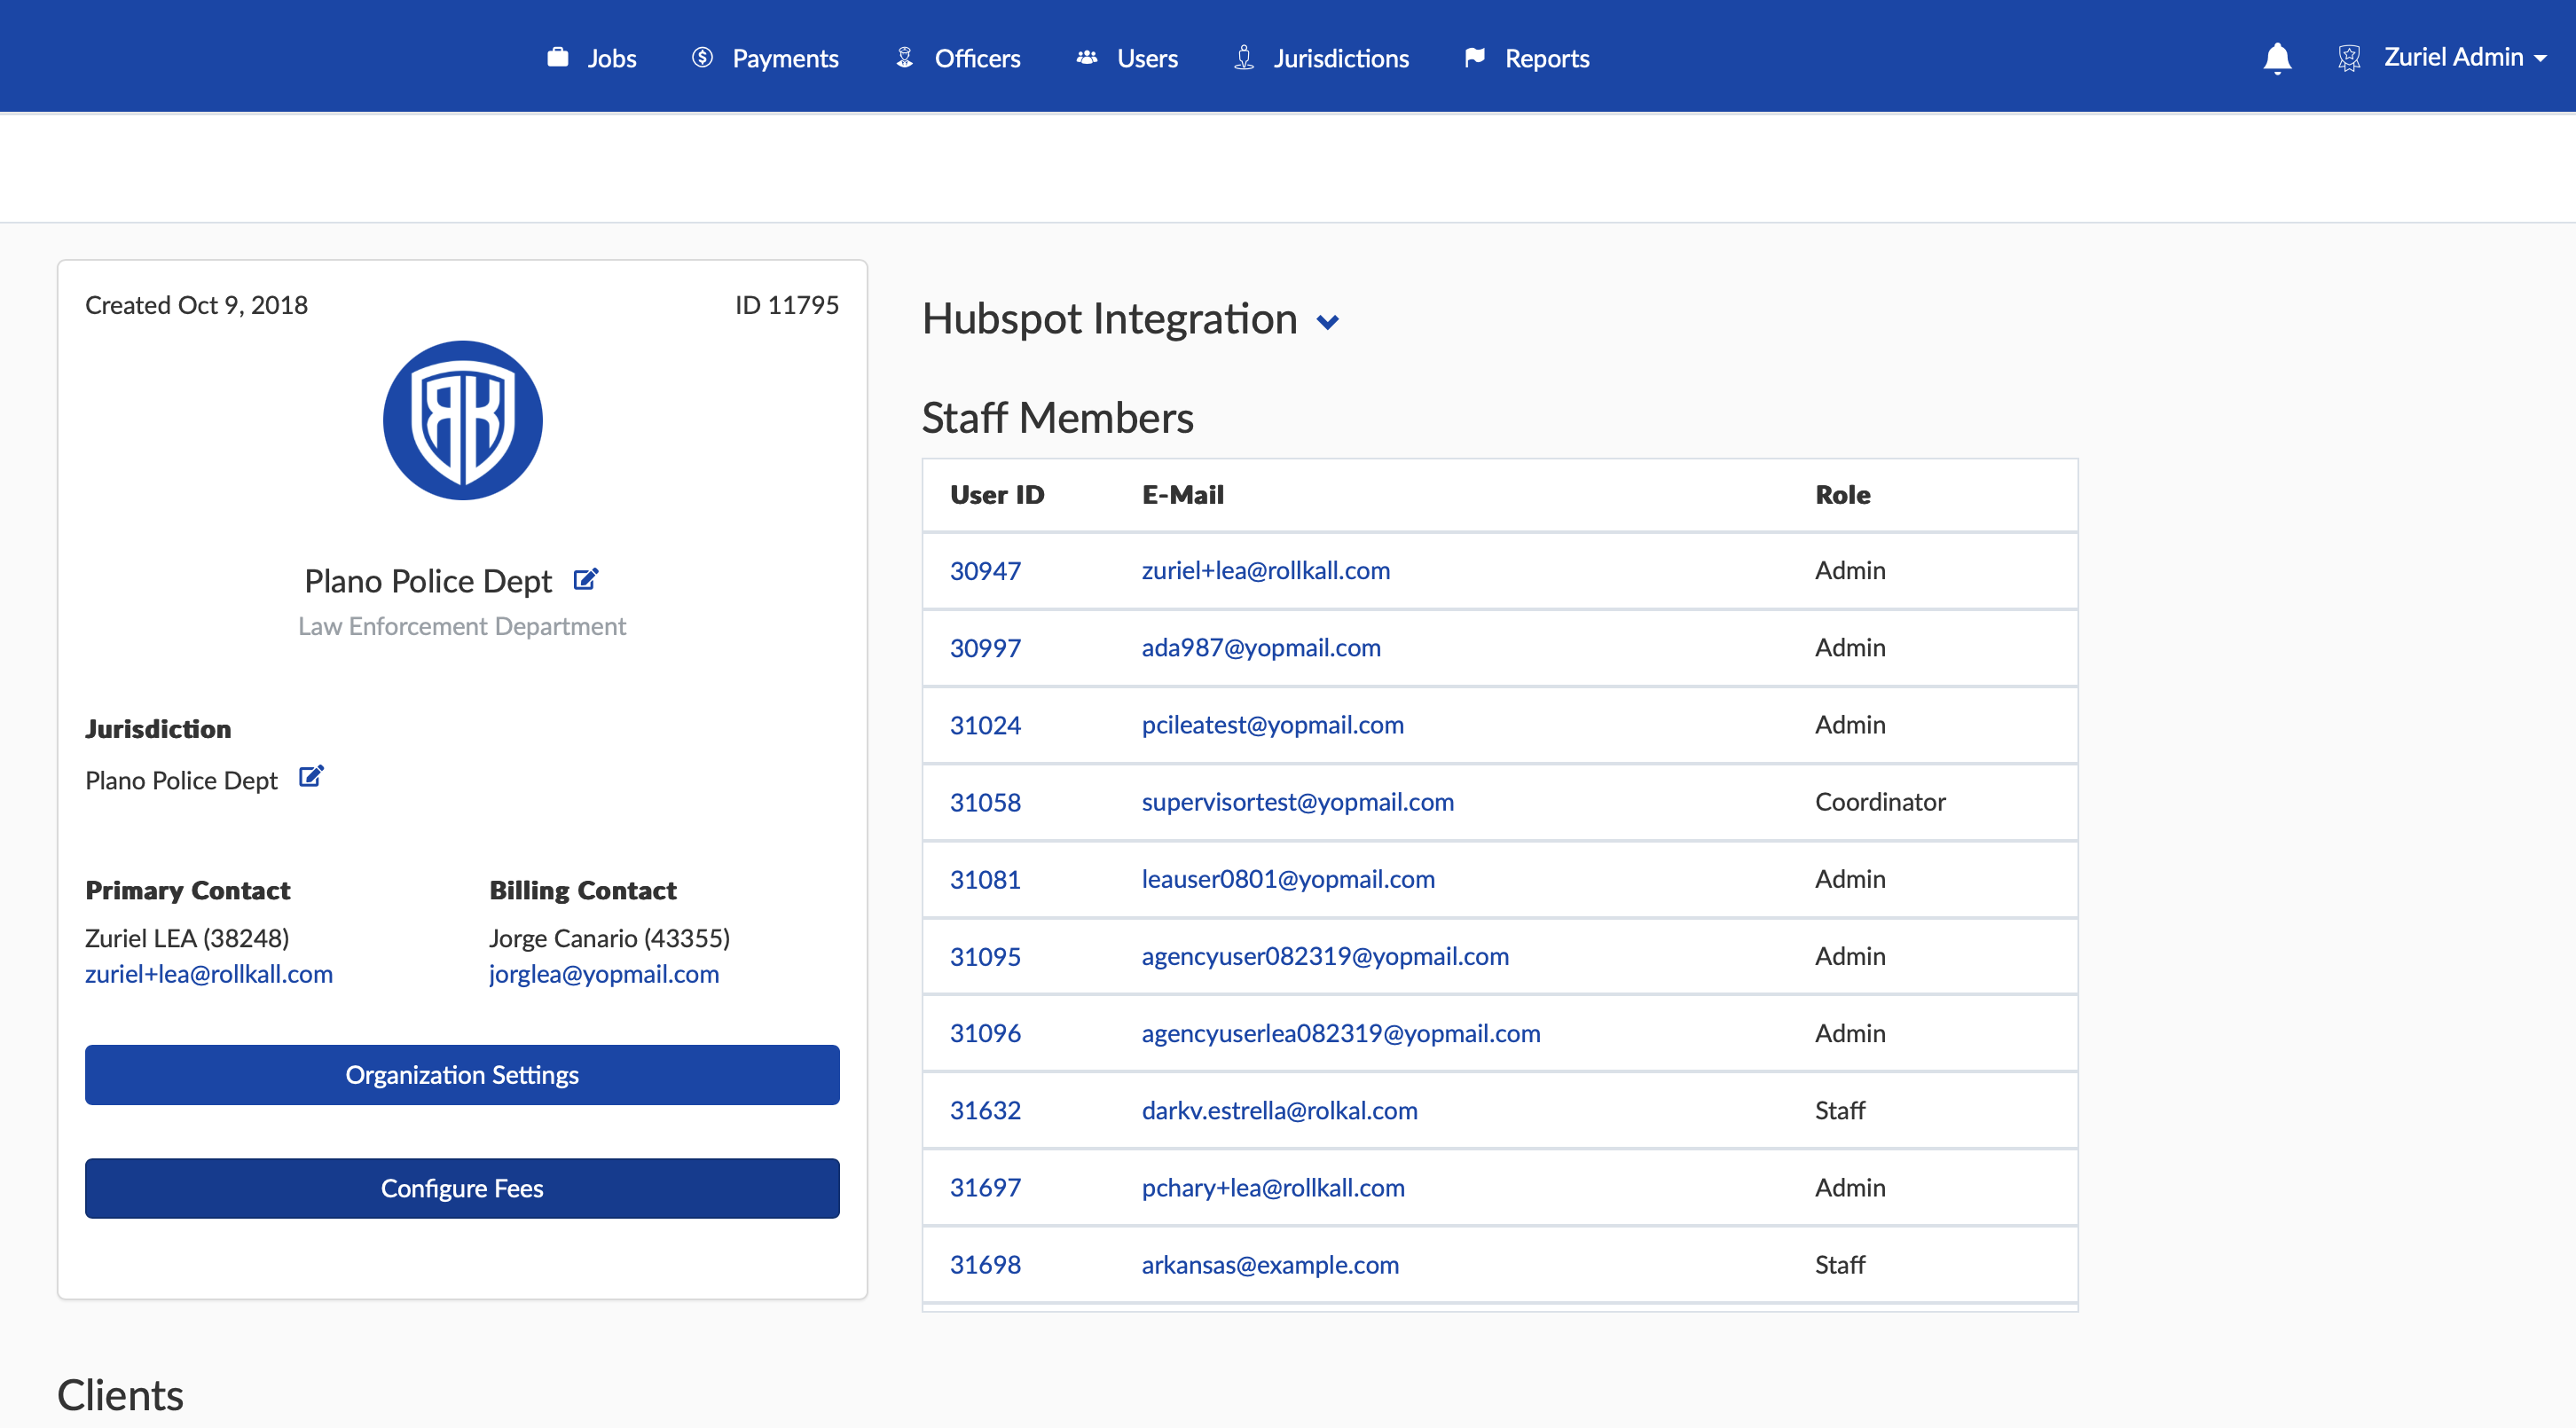 Jobs Payments Officers Users Jurisdictions Reports Zuriel Admin
Created Oct 9, 2018 ID 11795
Plano Police Dept
Law Enforcement Department
Jurisdiction
Plano Police Dept
Primary Contact
Zuriel LEA (38248)
zuriel+lea@rollkall.com
Billing Contact
Jorge Canario (43355)
jorglea@yopmail.com
Organization Settings
Configure Fees
Hubspot Integration
Staff Members
User ID E-Mail Role
30947 zuriel+lea@rollkall.com Admin
30997 ada987@yopmail.com Admin
31024 pcileatest@yopmail.com Admin
31058 supervisortest@yopmail.com Coordinator
31081 leauser0801@yopmail.com Admin
31095 agencyuser082319@yopmail.com Admin
31096 agencyuserlea082319@yopmail.com Admin
31632 darkv.estrella@rolkal.com Staff
31697 pchary+lea@rollkall.com Admin
31698 arkansas@example.com Staff
Clients